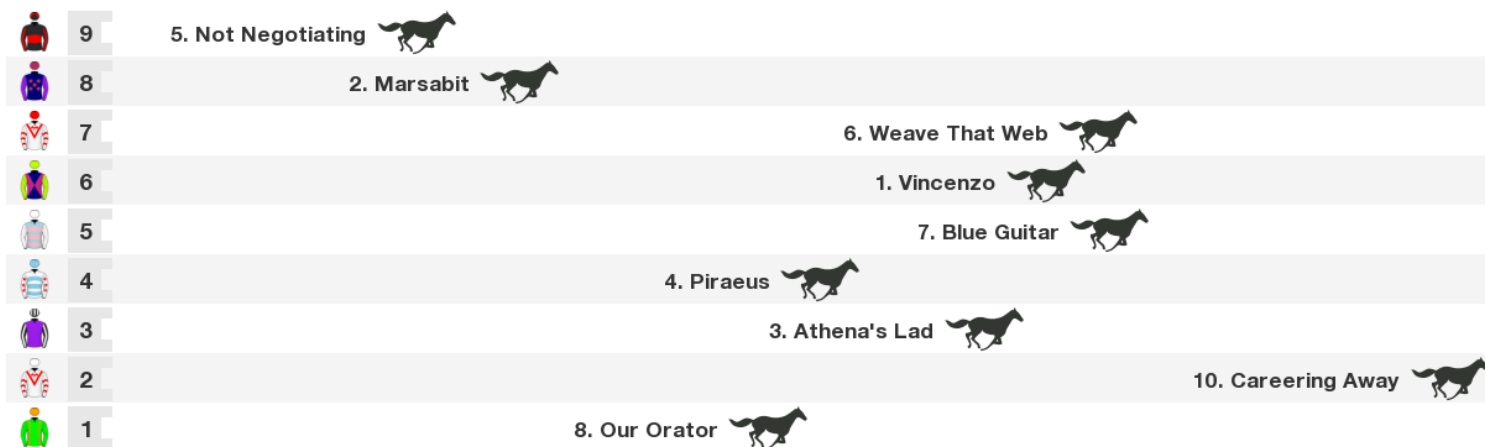 9 5. Not Negotiating
8 2. Marsabit
7 6. Weave That Web
6 1. Vincenzo
5 7. Blue Guitar
4 4. Piraeus
3 3. Athena's Lad
2 10. Careering Away
1 8. Our Orator